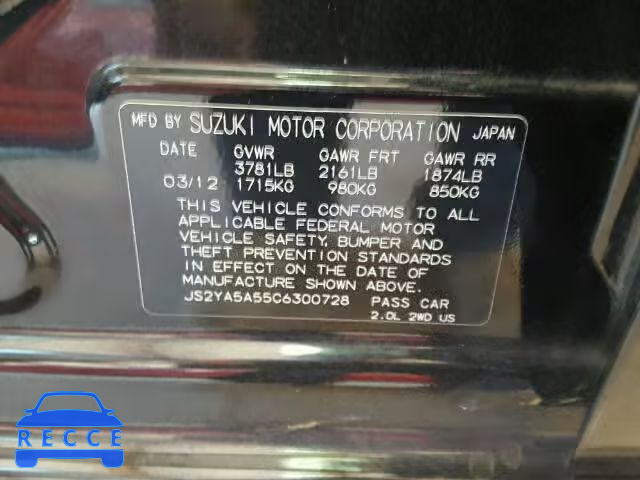 MFD BY SUZUKI MOTOR CORPORATION JAPAN
DATE GVWR GAWR FRT GAWR RR
3781LB 2161LB 1874LB
03/12 1715KG 980KG 850KG
THIS VEHICLE CONFORMS TO ALL
APPLICABLE FEDERAL MOTOR
VEHICLE SAFETY, BUMPER AND
THEFT PREVENTION STANDARDS
IN EFFECT ON THE DATE OF
MANUFACTURE SHOWN ABOVE.
JS2YA5A55C6300728 PASS CAR
2.0L 2WD US
RECCE